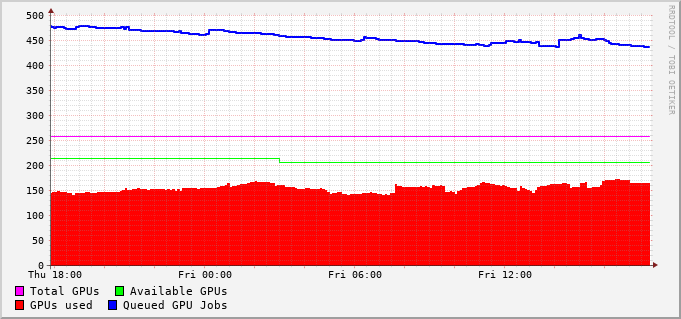 500
450
400
350
300
250
200
150
100
50
0
Thu 18:00 Fri 00:00 Fri 06:00 Fri 12:00
Total GPUs Available GPUs
GPUs used Queued GPU Jobs
RRDTOOL / TOBI OETIKER